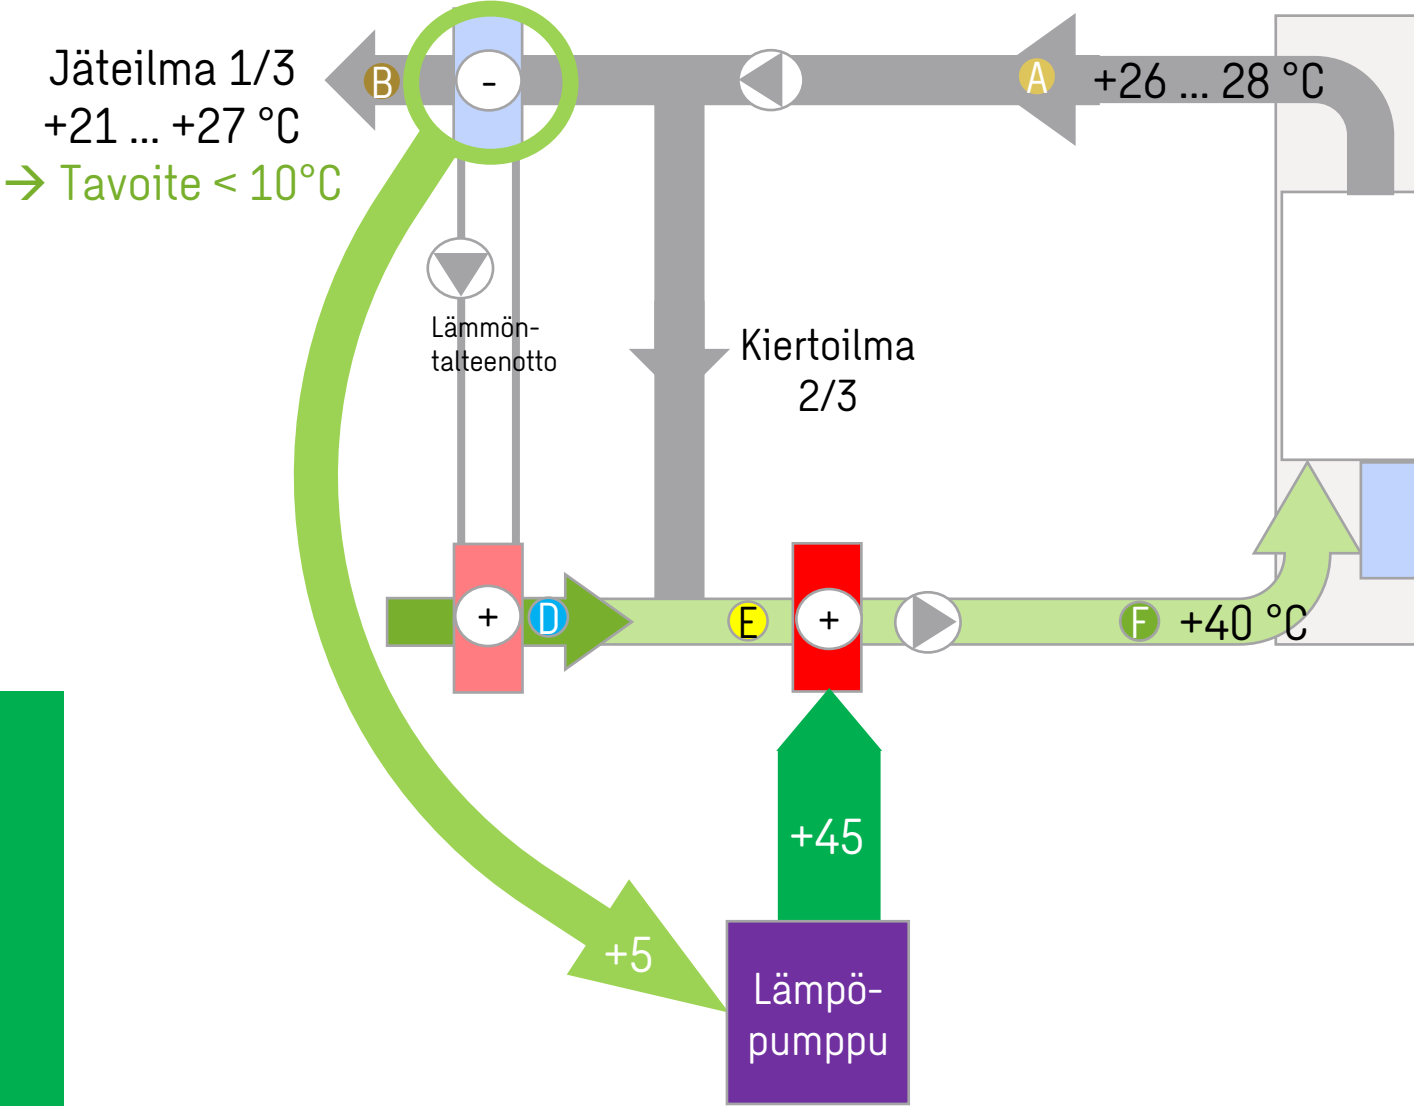 Jäteilma 1/3
+21 ... +27 °C
→ Tavoite < 10°C
B
-
A
+26 ... 28 °C
Lämmön-
talteenotto
Kiertoilma
2/3
+
D
E
+
F
+40 °C
+45
+5
Lämpö-
pumppu